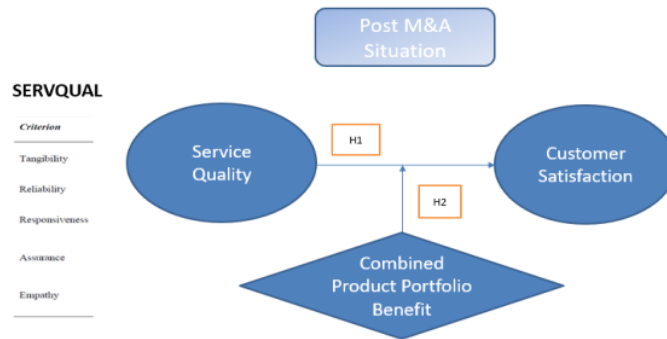 Post M&A
Situation
SERVQUAL
Criterion
Tangibility
Reliability
Responsiveness
Assurance
Empathy
Service
Quality
H1
Customer
Satisfaction
H2
Combined
Product Portfolio
Benefit